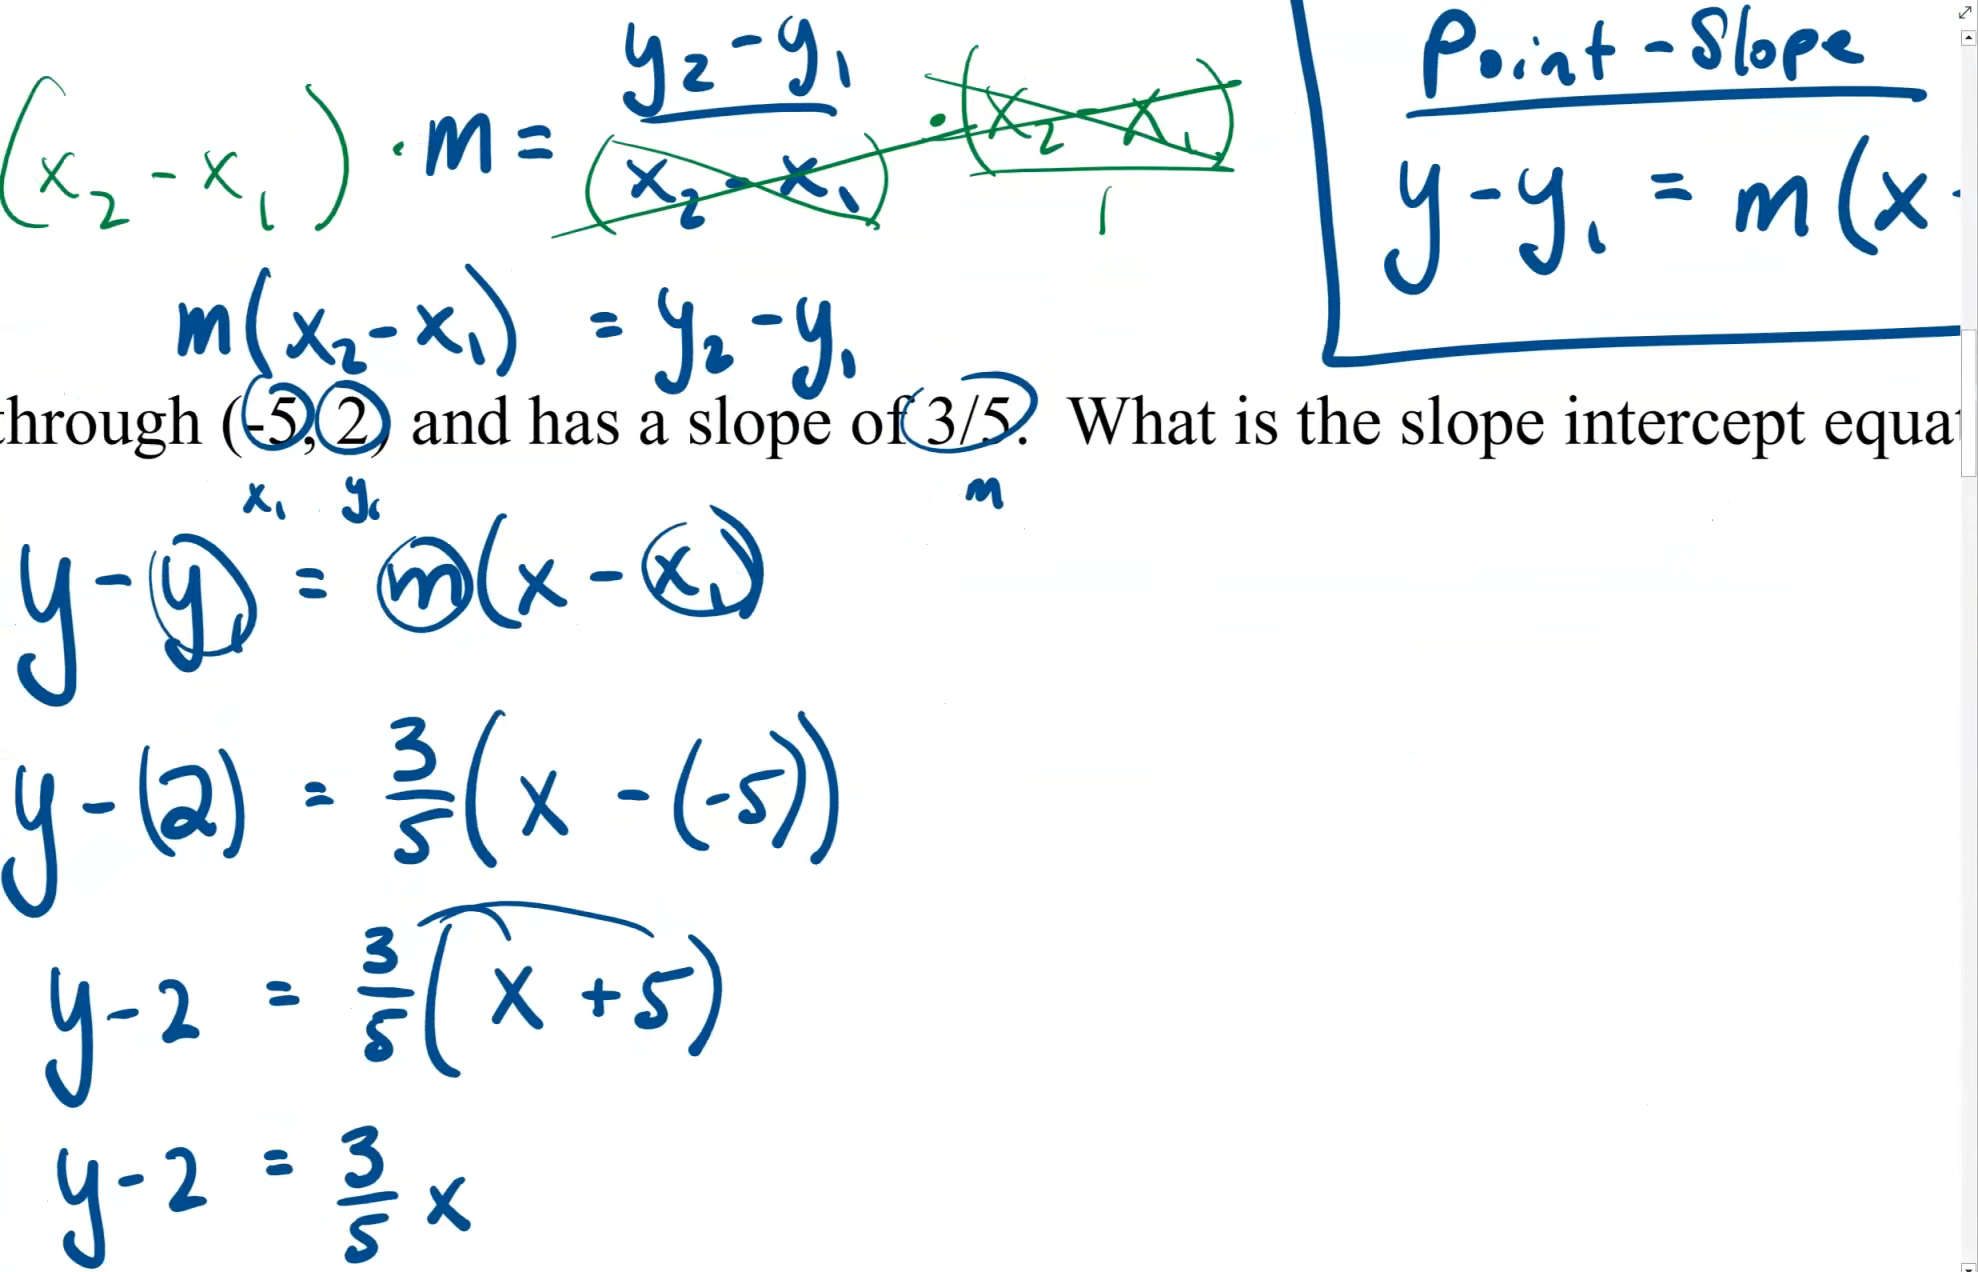 (x₂ - x₁) · m = (y₂ - y₁)/(x₂ - x₁) · (x₂ - x₁)/1
Point-Slope
y - y₁ = m(x -
m(x₂ - x₁) = y₂ - y₁
through (-5, 2) and has a slope of 3/5. What is the slope intercept equat
x₁ y₁ m
y - y₁ = m(x - x₁)
y - (2) = 3/5(x - (-5))
y - 2 = 3/5(x + 5)
y - 2 = 3/5 x